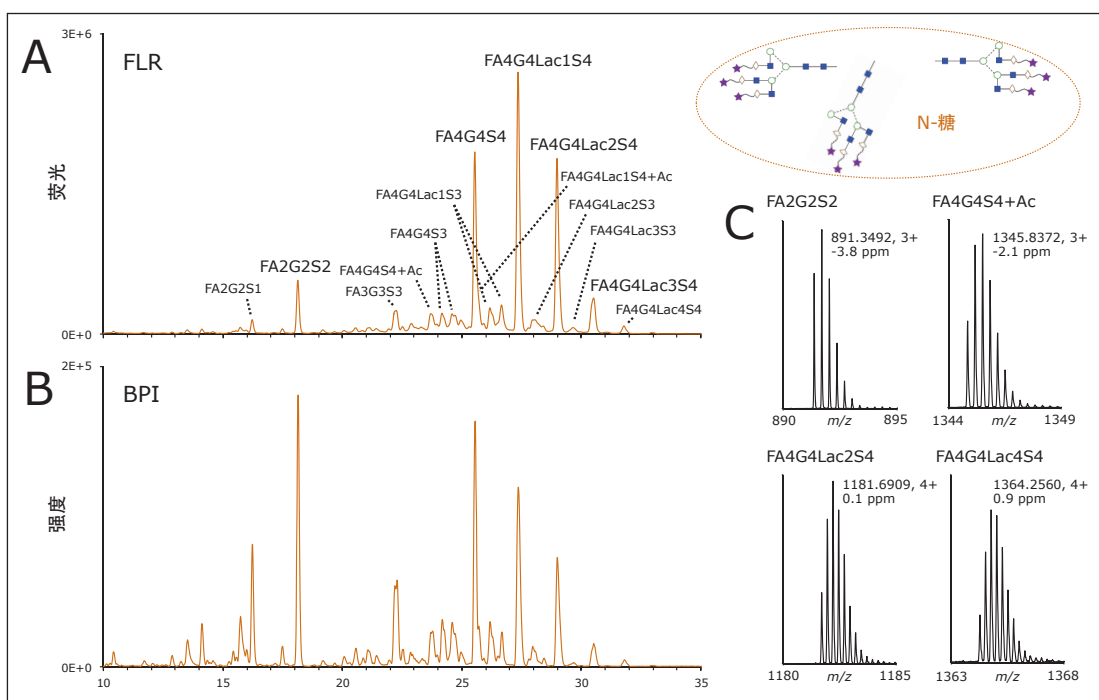 A
FLR
3E+6
0E+0
荧光
FA2G2S1
FA2G2S2
FA4G4S+Ac
FA3G3S3
FA4G4S3
FA4G4Lac1S3
FA4G4S4
FA4G4Lac1S4
FA4G4Lac2S4
FA4G4Lac1S4+Ac
FA4G4Lac2S3
FA4G4Lac3S3
FA4G4Lac3S4
FA4G4Lac4S4
N-糖
B
BPI
2E+5
0E+0
强度
10
15
20
25
30
35
C
FA2G2S2
891.3492, 3+
-3.8 ppm
890
m/z
895
FA4G4S4+Ac
1345.8372, 3+
-2.1 ppm
1344
m/z
1349
FA4G4Lac2S4
1181.6909, 4+
0.1 ppm
1180
m/z
1185
FA4G4Lac4S4
1364.2560, 4+
0.9 ppm
1363
m/z
1368